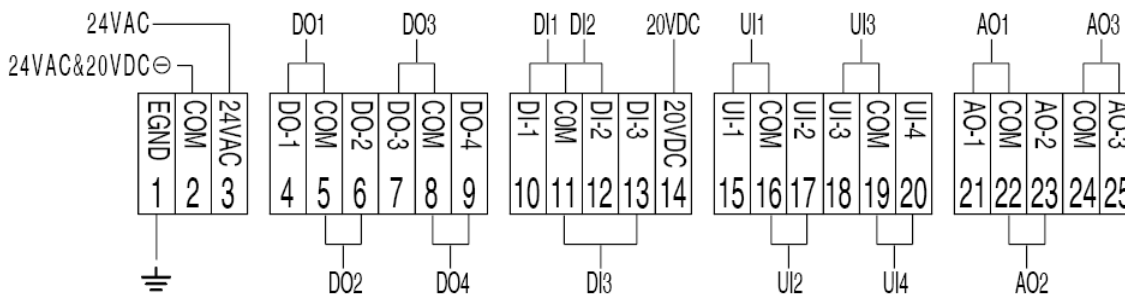 24VAC DO1 DO3 DI1 DI2 20VDC UI1 UI3 AO1 AO3
24VAC&20VDC⊖
EGND COM 24VAC DO-1 COM DO-2 DO-3 COM DO-4 DI-1 COM DI-2 DI-3 20VDC UI-1 COM UI-2 UI-3 COM UI-4 AO-1 COM AO-2 COM AO-3
1 2 3 4 5 6 7 8 9 10 11 12 13 14 15 16 17 18 19 20 21 22 23 24 25
DO2 DO4 DI3 UI2 UI4 AO2